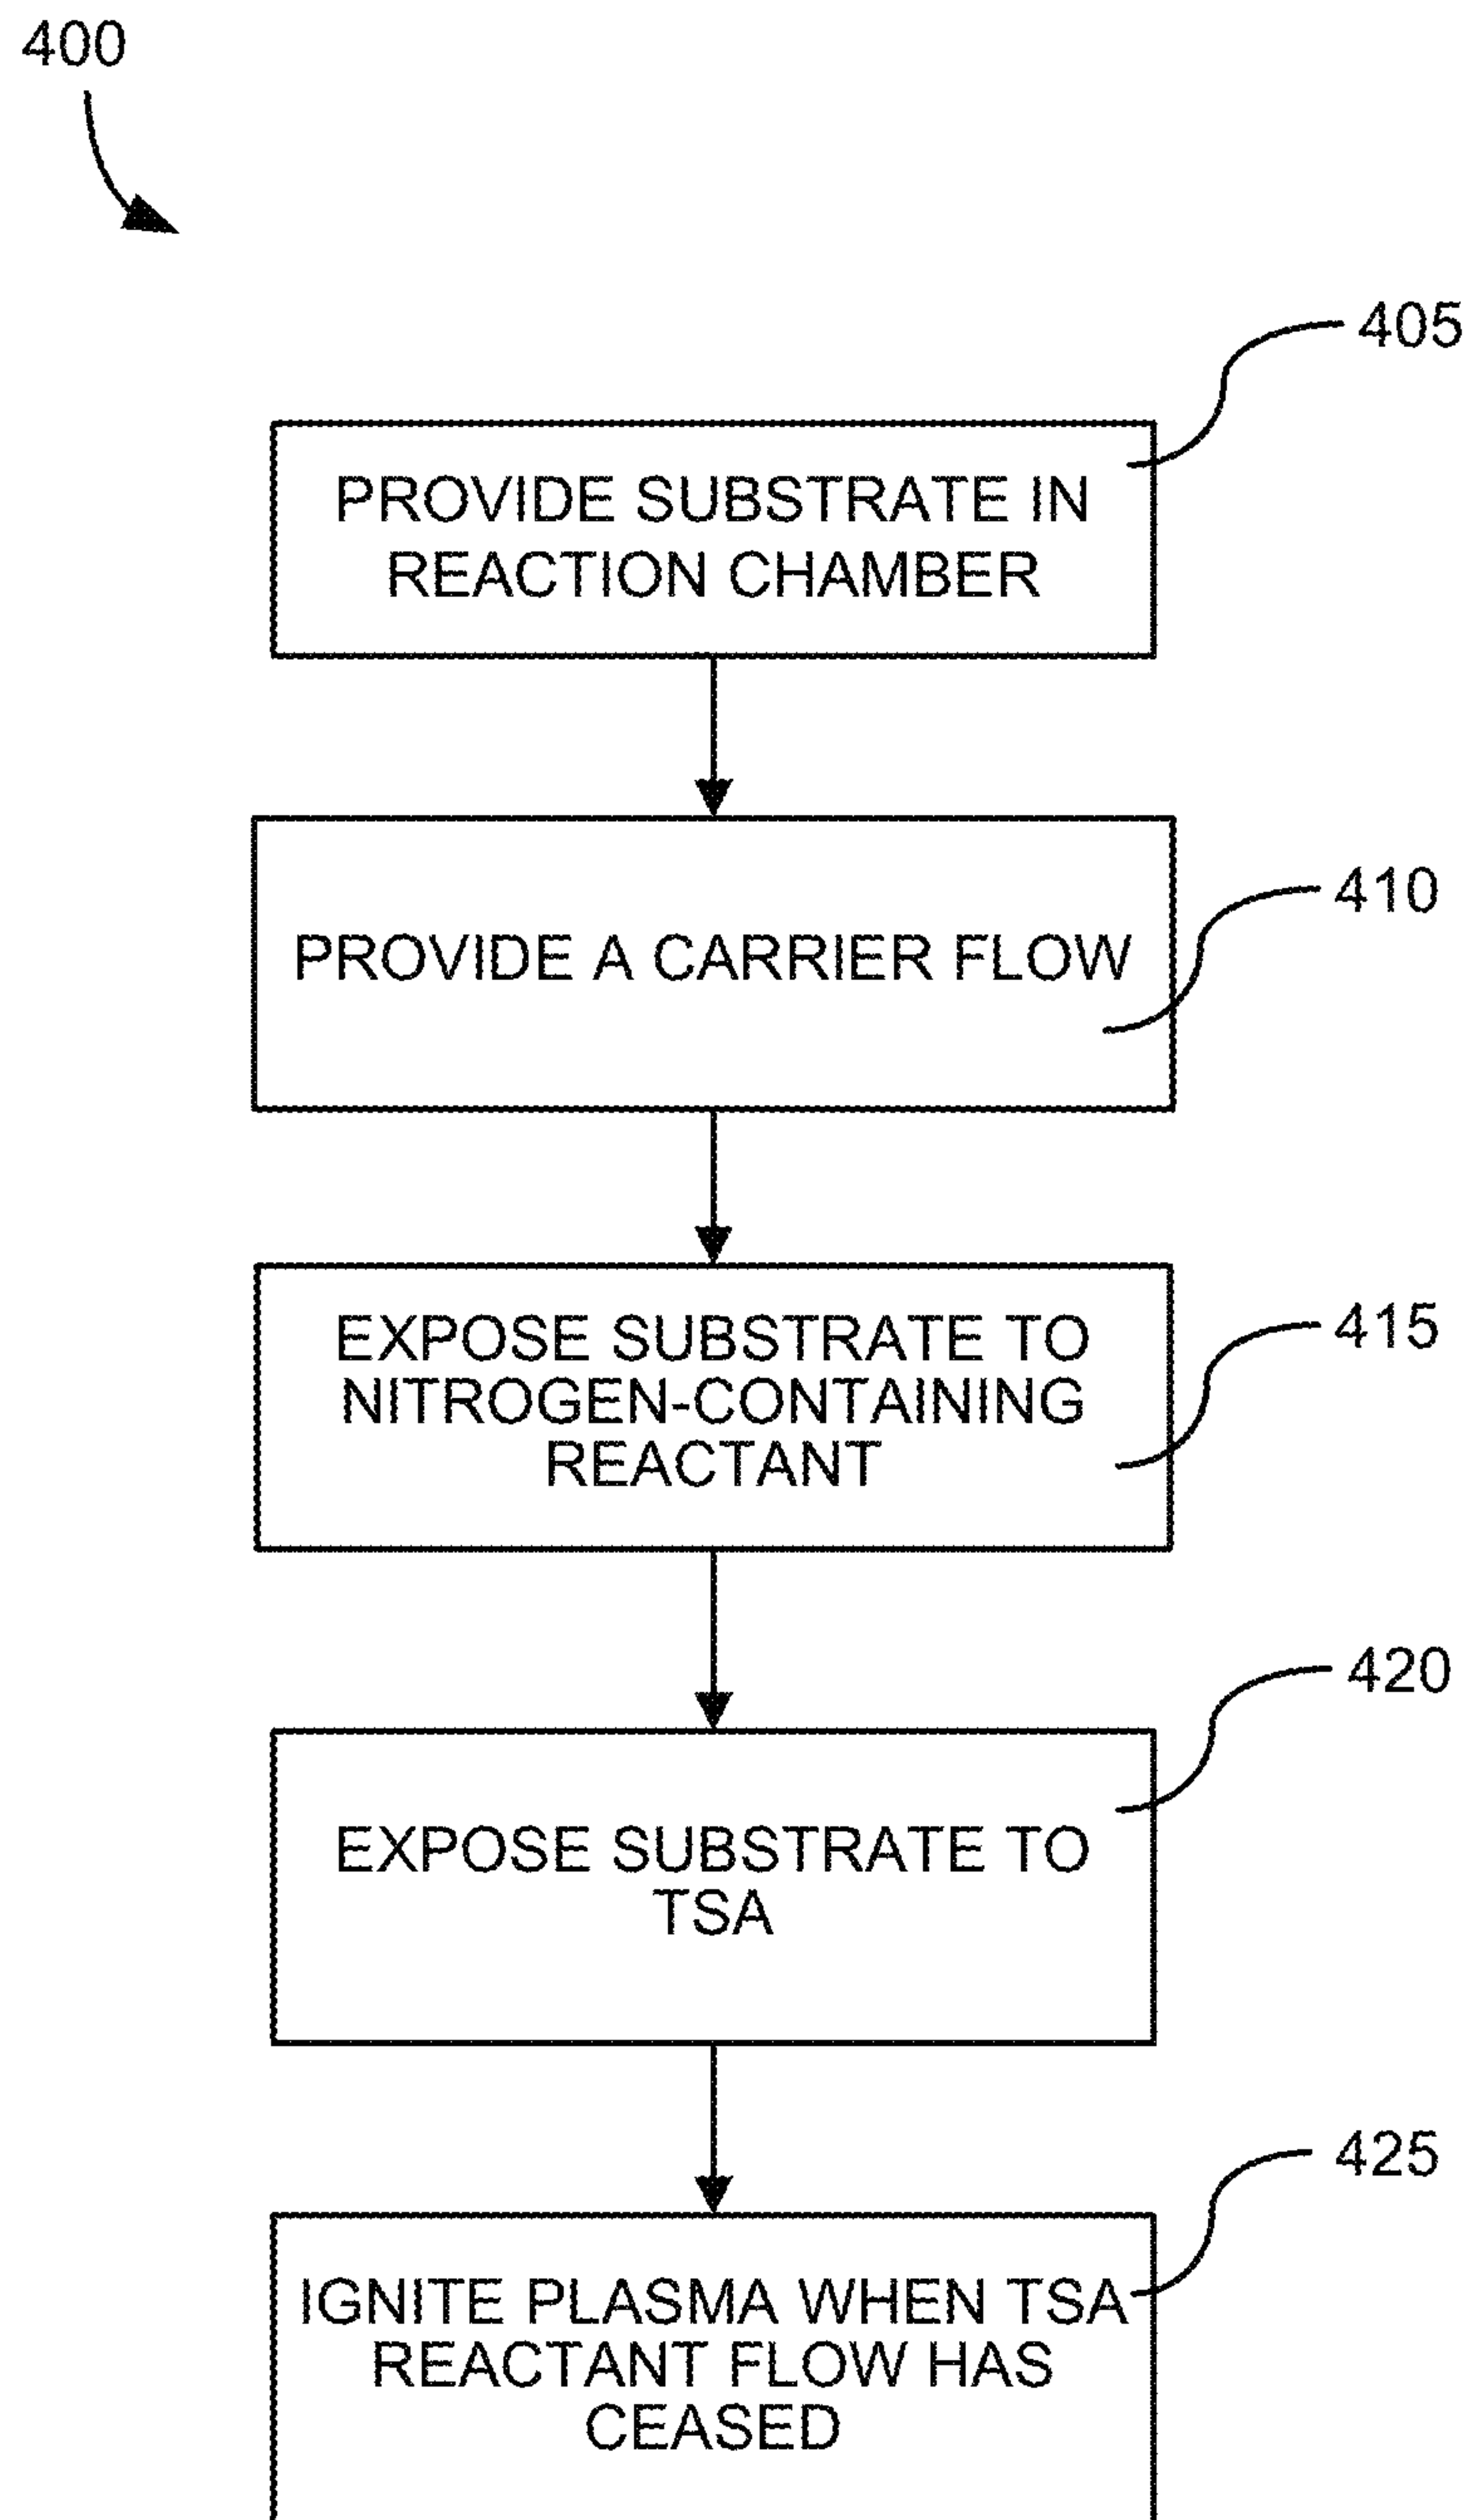 400
405
PROVIDE SUBSTRATE IN
REACTION CHAMBER
410
PROVIDE A CARRIER FLOW
415
EXPOSE SUBSTRATE TO
NITROGEN-CONTAINING
REACTANT
420
EXPOSE SUBSTRATE TO
TSA
425
IGNITE PLASMA WHEN TSA
REACTANT FLOW HAS
CEASED